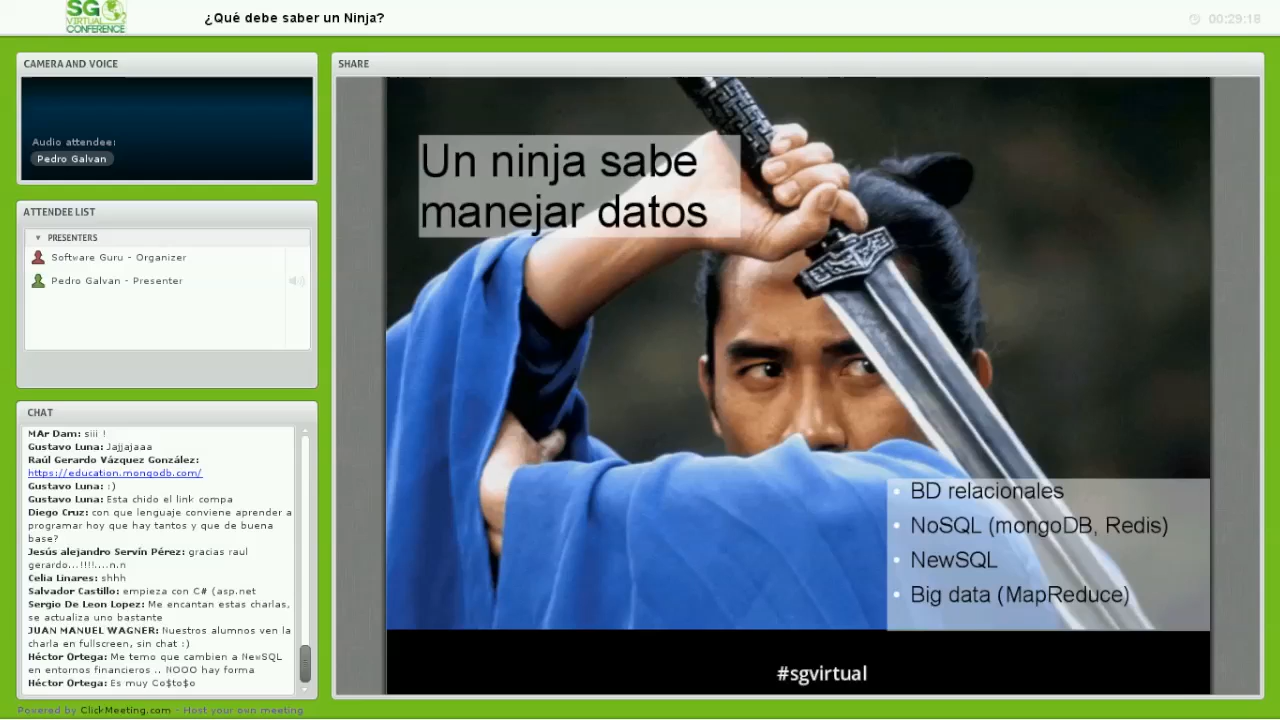 SG
VIRTUAL
CONFERENCE
¿Qué debe saber un Ninja?
00:29:18
CAMERA AND VOICE
Audio attendee:
Pedro Galvan
ATTENDEE LIST
PRESENTERS
Software Guru - Organizer
Pedro Galvan - Presenter
CHAT
MAr Dam: siii !
Gustavo Luna: Jajjajaaa
Raúl Gerardo Vázquez González:
https://education.mongodb.com/
Gustavo Luna: :)
Gustavo Luna: Esta chido el link compa
Diego Cruz: con que lenguaje conviene aprender a
programar hoy que hay tantos y que de buena
base?
Jesús alejandro Servín Pérez: gracias raul
gerardo...!!!!....n.n
Celia Linares: shhh
Salvador Castillo: empieza con C# (asp.net
Sergio De Leon Lopez: Me encantan estas charlas,
se actualiza uno bastante
JUAN MANUEL WAGNER: Nuestros alumnos ven la
charla en fullscreen, sin chat :)
Héctor Ortega: Me temo que cambien a NewSQL
en entornos financieros .. NOOO hay forma
Héctor Ortega: Es muy Co$to$o
Powered by ClickMeeting.com - Host your own meeting
SHARE
Un ninja sabe
manejar datos
• BD relacionales
• NoSQL (mongoDB, Redis)
• NewSQL
• Big data (MapReduce)
#sgvirtual